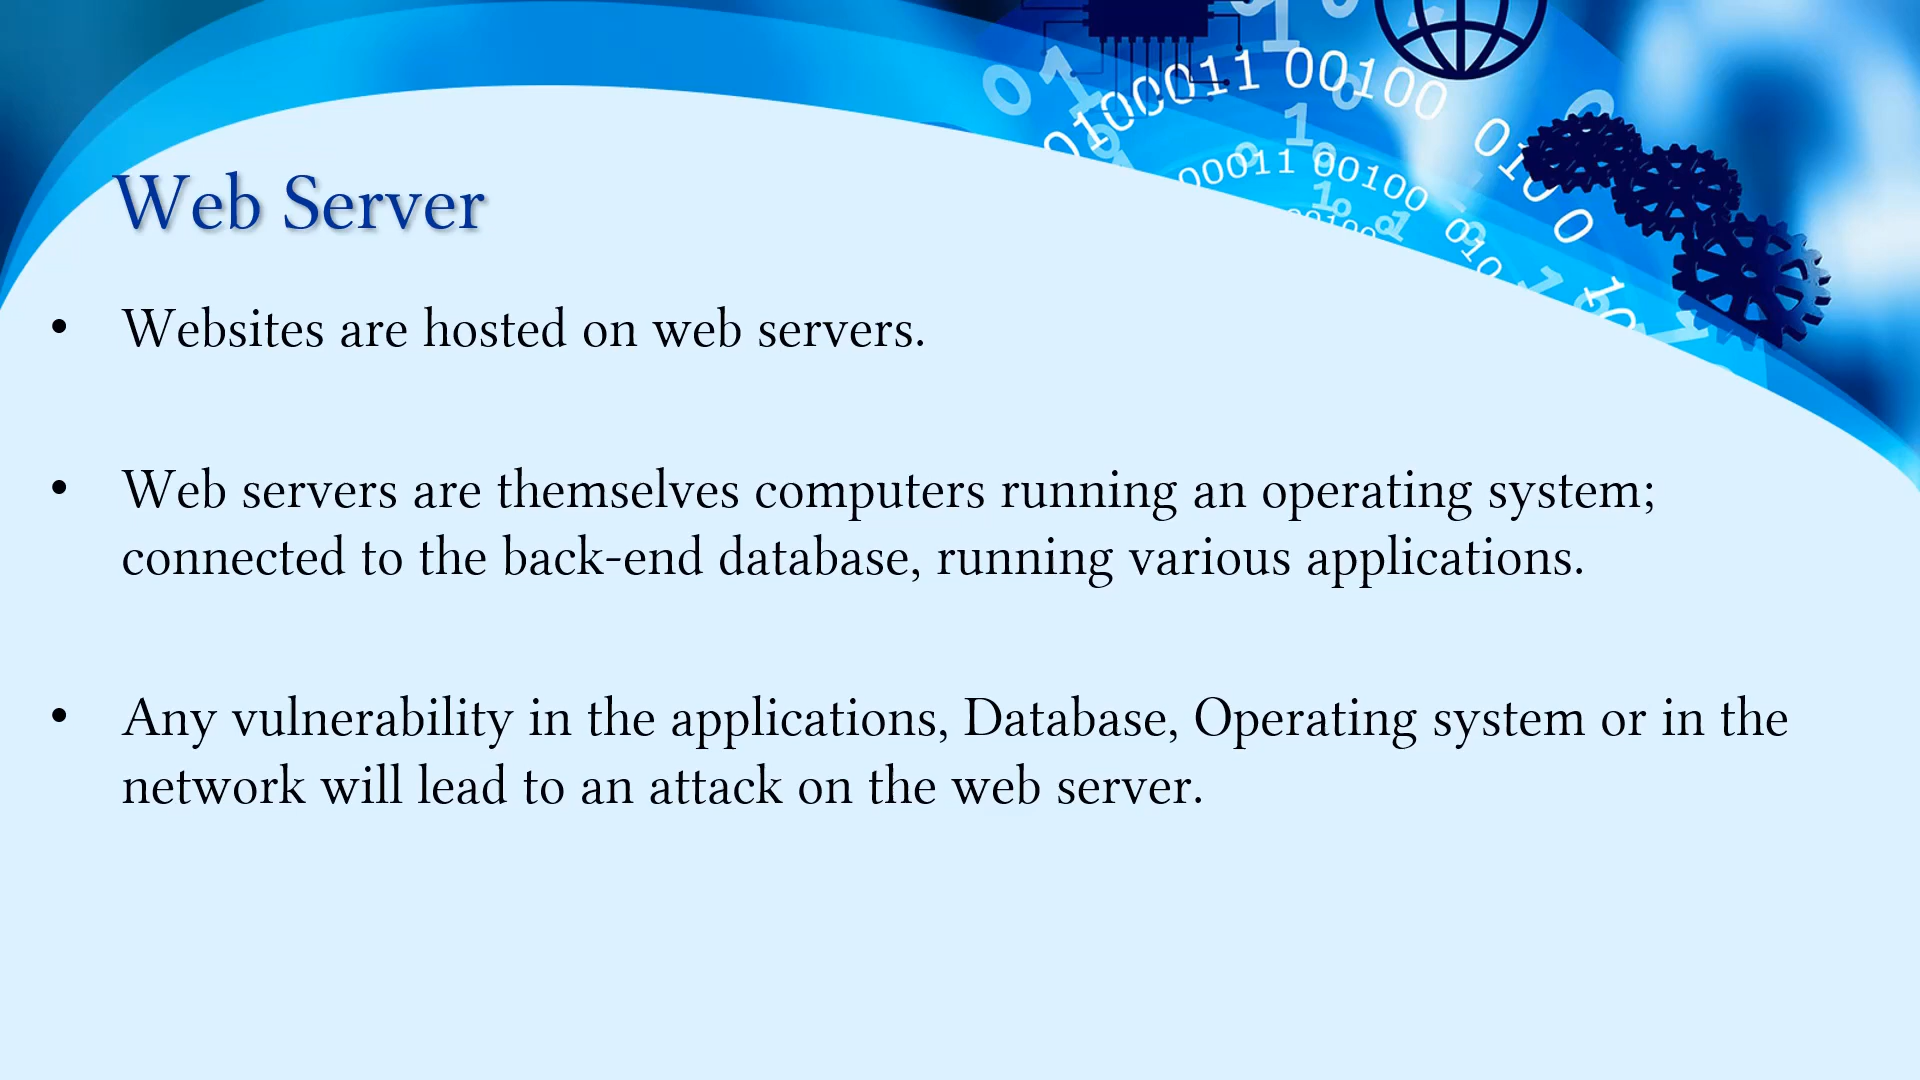 Web Server
• Websites are hosted on web servers.
• Web servers are themselves computers running an operating system;
connected to the back-end database, running various applications.
• Any vulnerability in the applications, Database, Operating system or in the
network will lead to an attack on the web server.